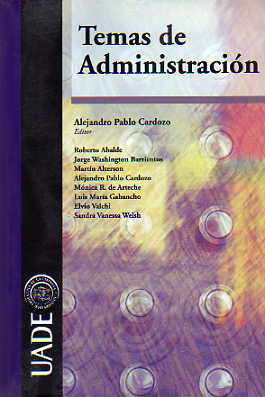 Temas de
Administración
Alejandro Pablo Cardozo
Editor
Roberto Abalde
Jorge Washington Barrientos
Martín Alterson
Alejandro Pablo Cardozo
Mónica R. de Arteche
Luis María Gabancho
Elvio Valchi
Sandra Vanessa Welsh
UADE